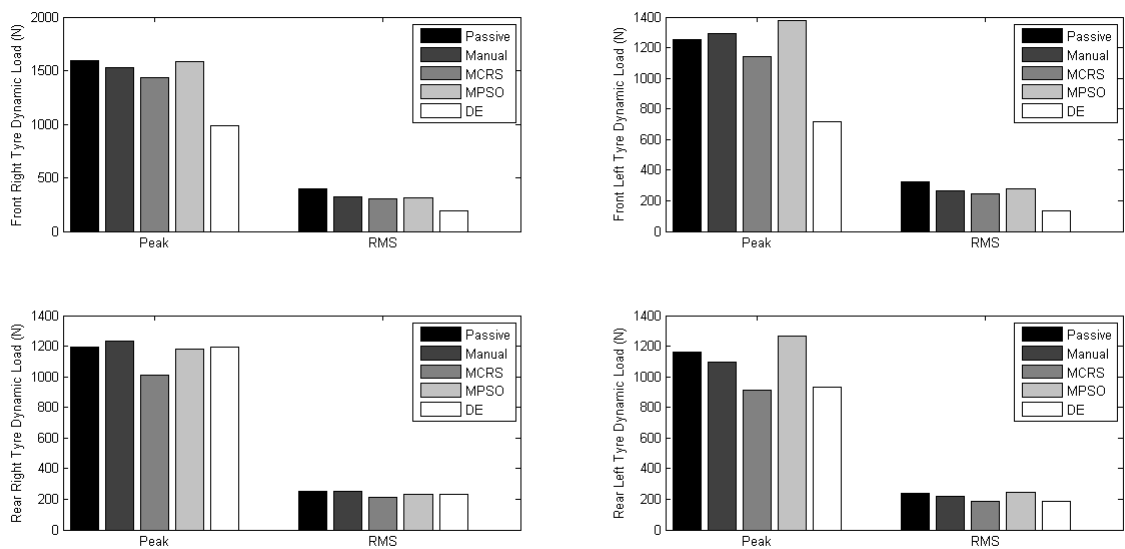 Front Right Tyre Dynamic Load (N)
2000
1500
1000
500
0
Peak
RMS
Passive
Manual
MCRS
MPSO
DE
Front Left Tyre Dynamic Load (N)
1400
1200
1000
800
600
400
200
0
Peak
RMS
Passive
Manual
MCRS
MPSO
DE
Rear Right Tyre Dynamic Load (N)
1400
1200
1000
800
600
400
200
0
Peak
RMS
Passive
Manual
MCRS
MPSO
DE
Rear Left Tyre Dynamic Load (N)
1400
1200
1000
800
600
400
200
0
Peak
RMS
Passive
Manual
MCRS
MPSO
DE